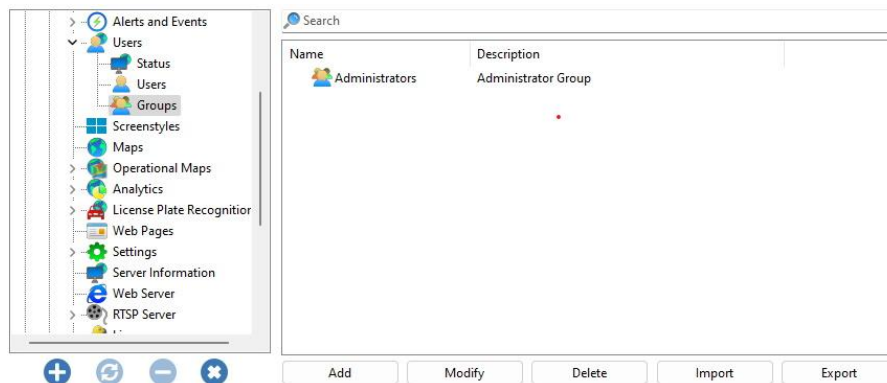 Alerts and Events
Users
Status
Users
Groups
Screenstyles
Maps
Operational Maps
Analytics
License Plate Recognition
Web Pages
Settings
Server Information
Web Server
RTSP Server
Search
Name Description
Administrators Administrator Group
Add Modify Delete Import Export